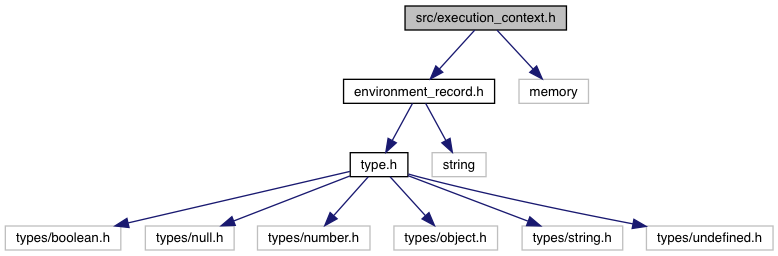 src/execution_context.h
environment_record.h
memory
type.h
string
types/boolean.h
types/null.h
types/number.h
types/object.h
types/string.h
types/undefined.h